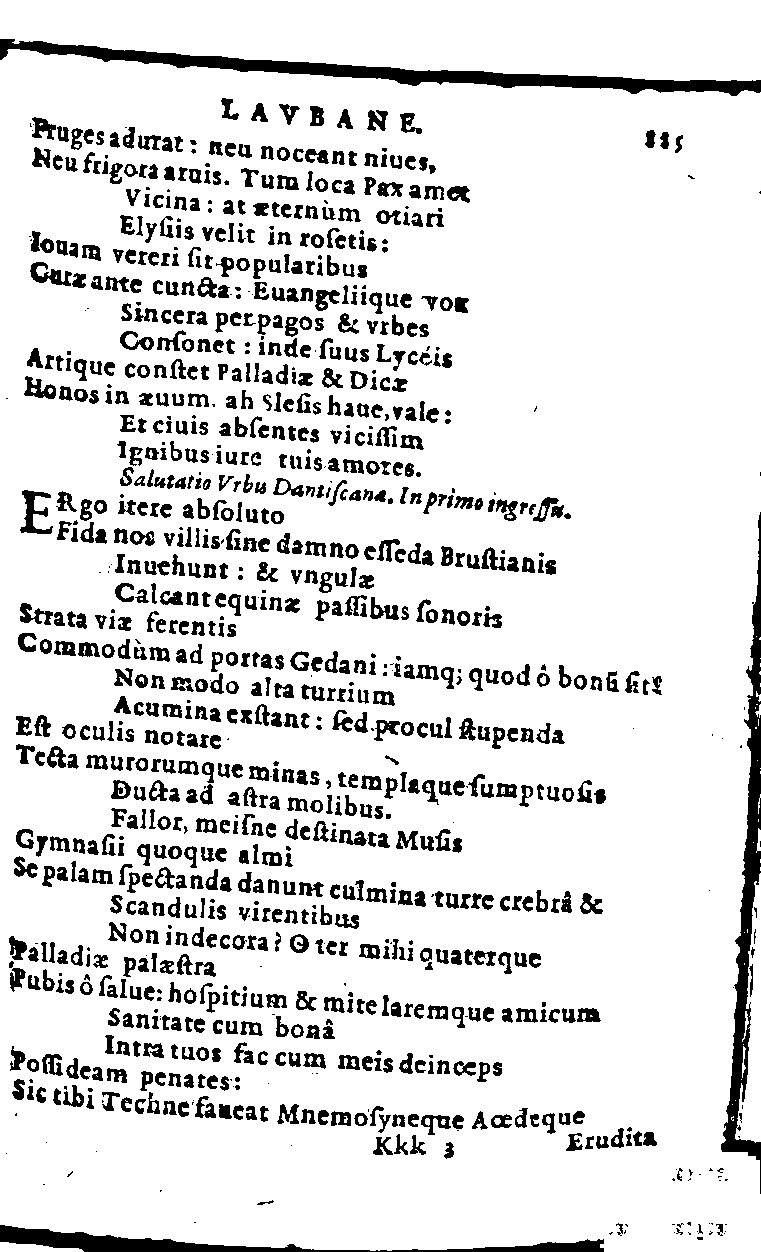 LAVBANE. 885
Fruges adurat: neu noceant niues,
Neu frigora aruis. Tum loca Pax amet
Vicina: at æternùm otiari
Elyſiis velit in roſetis:
Iouam vereri ſit popularibus
Curæ ante cuncta: Euangeliique vox
Sincera per pagos & vrbes
Conſonet: inde ſuus Lycéis
Artique conſtet Palladiæ & Dicæ
Honos in æuum. ah Sleſis haue, vale:
Et ciuis abſentes viciſſim
Ignibus iure tuis amores.
Salutatio Vrbis Dantiſcanæ. In primo ingreſſu.
ERgo itere abſoluto
Fida nos villis ſine damno eſſeda Bruſtianis
Inuehunt: & vngulæ
Calcant equinæ paſſibus ſonoris
Strata viæ ferentis
Commodùm ad portas Gedani: iamq; quod ô bonũ ſit!
Non modo alta turrium
Acumina exſtant: ſed procul ſtupenda
Eſt oculis notare
Tecta murorumque minas, templaque ſumptuoſis
Ducta ad aſtra molibus.
Fallor, meiſne deſtinata Muſis
Gymnaſii quoque almi
Se palam ſpectanda danunt culmina turre crebrâ &
Scandulis virentibus
Non indecora? O ter mihi quaterque
Palladiæ palæſtra
Pubis ô ſalue: hoſpitium & mite laremque amicum
Sanitate cum bonâ
Intra tuos fac cum meis deinceps
Poſſideam penates:
Sic tibi Techne faueat Mnemoſyneque Aœdeque
Kkk 3 Erudita